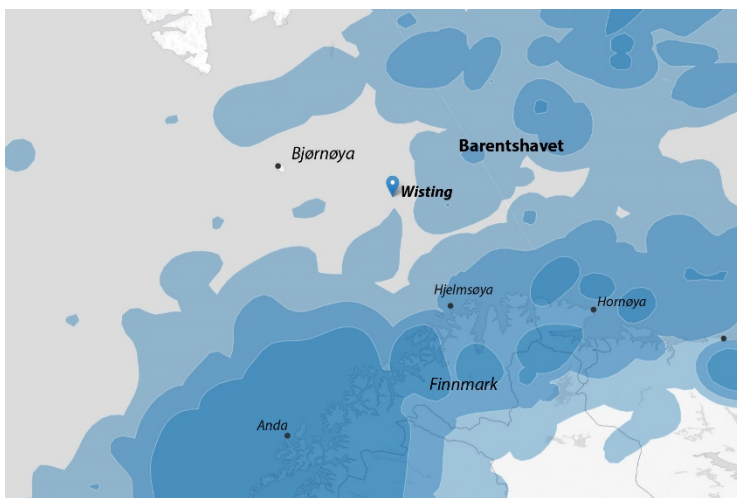 Barentshavet
Bjørnøya
Wisting
Hjelmsøya
Hornøya
Finnmark
Anda